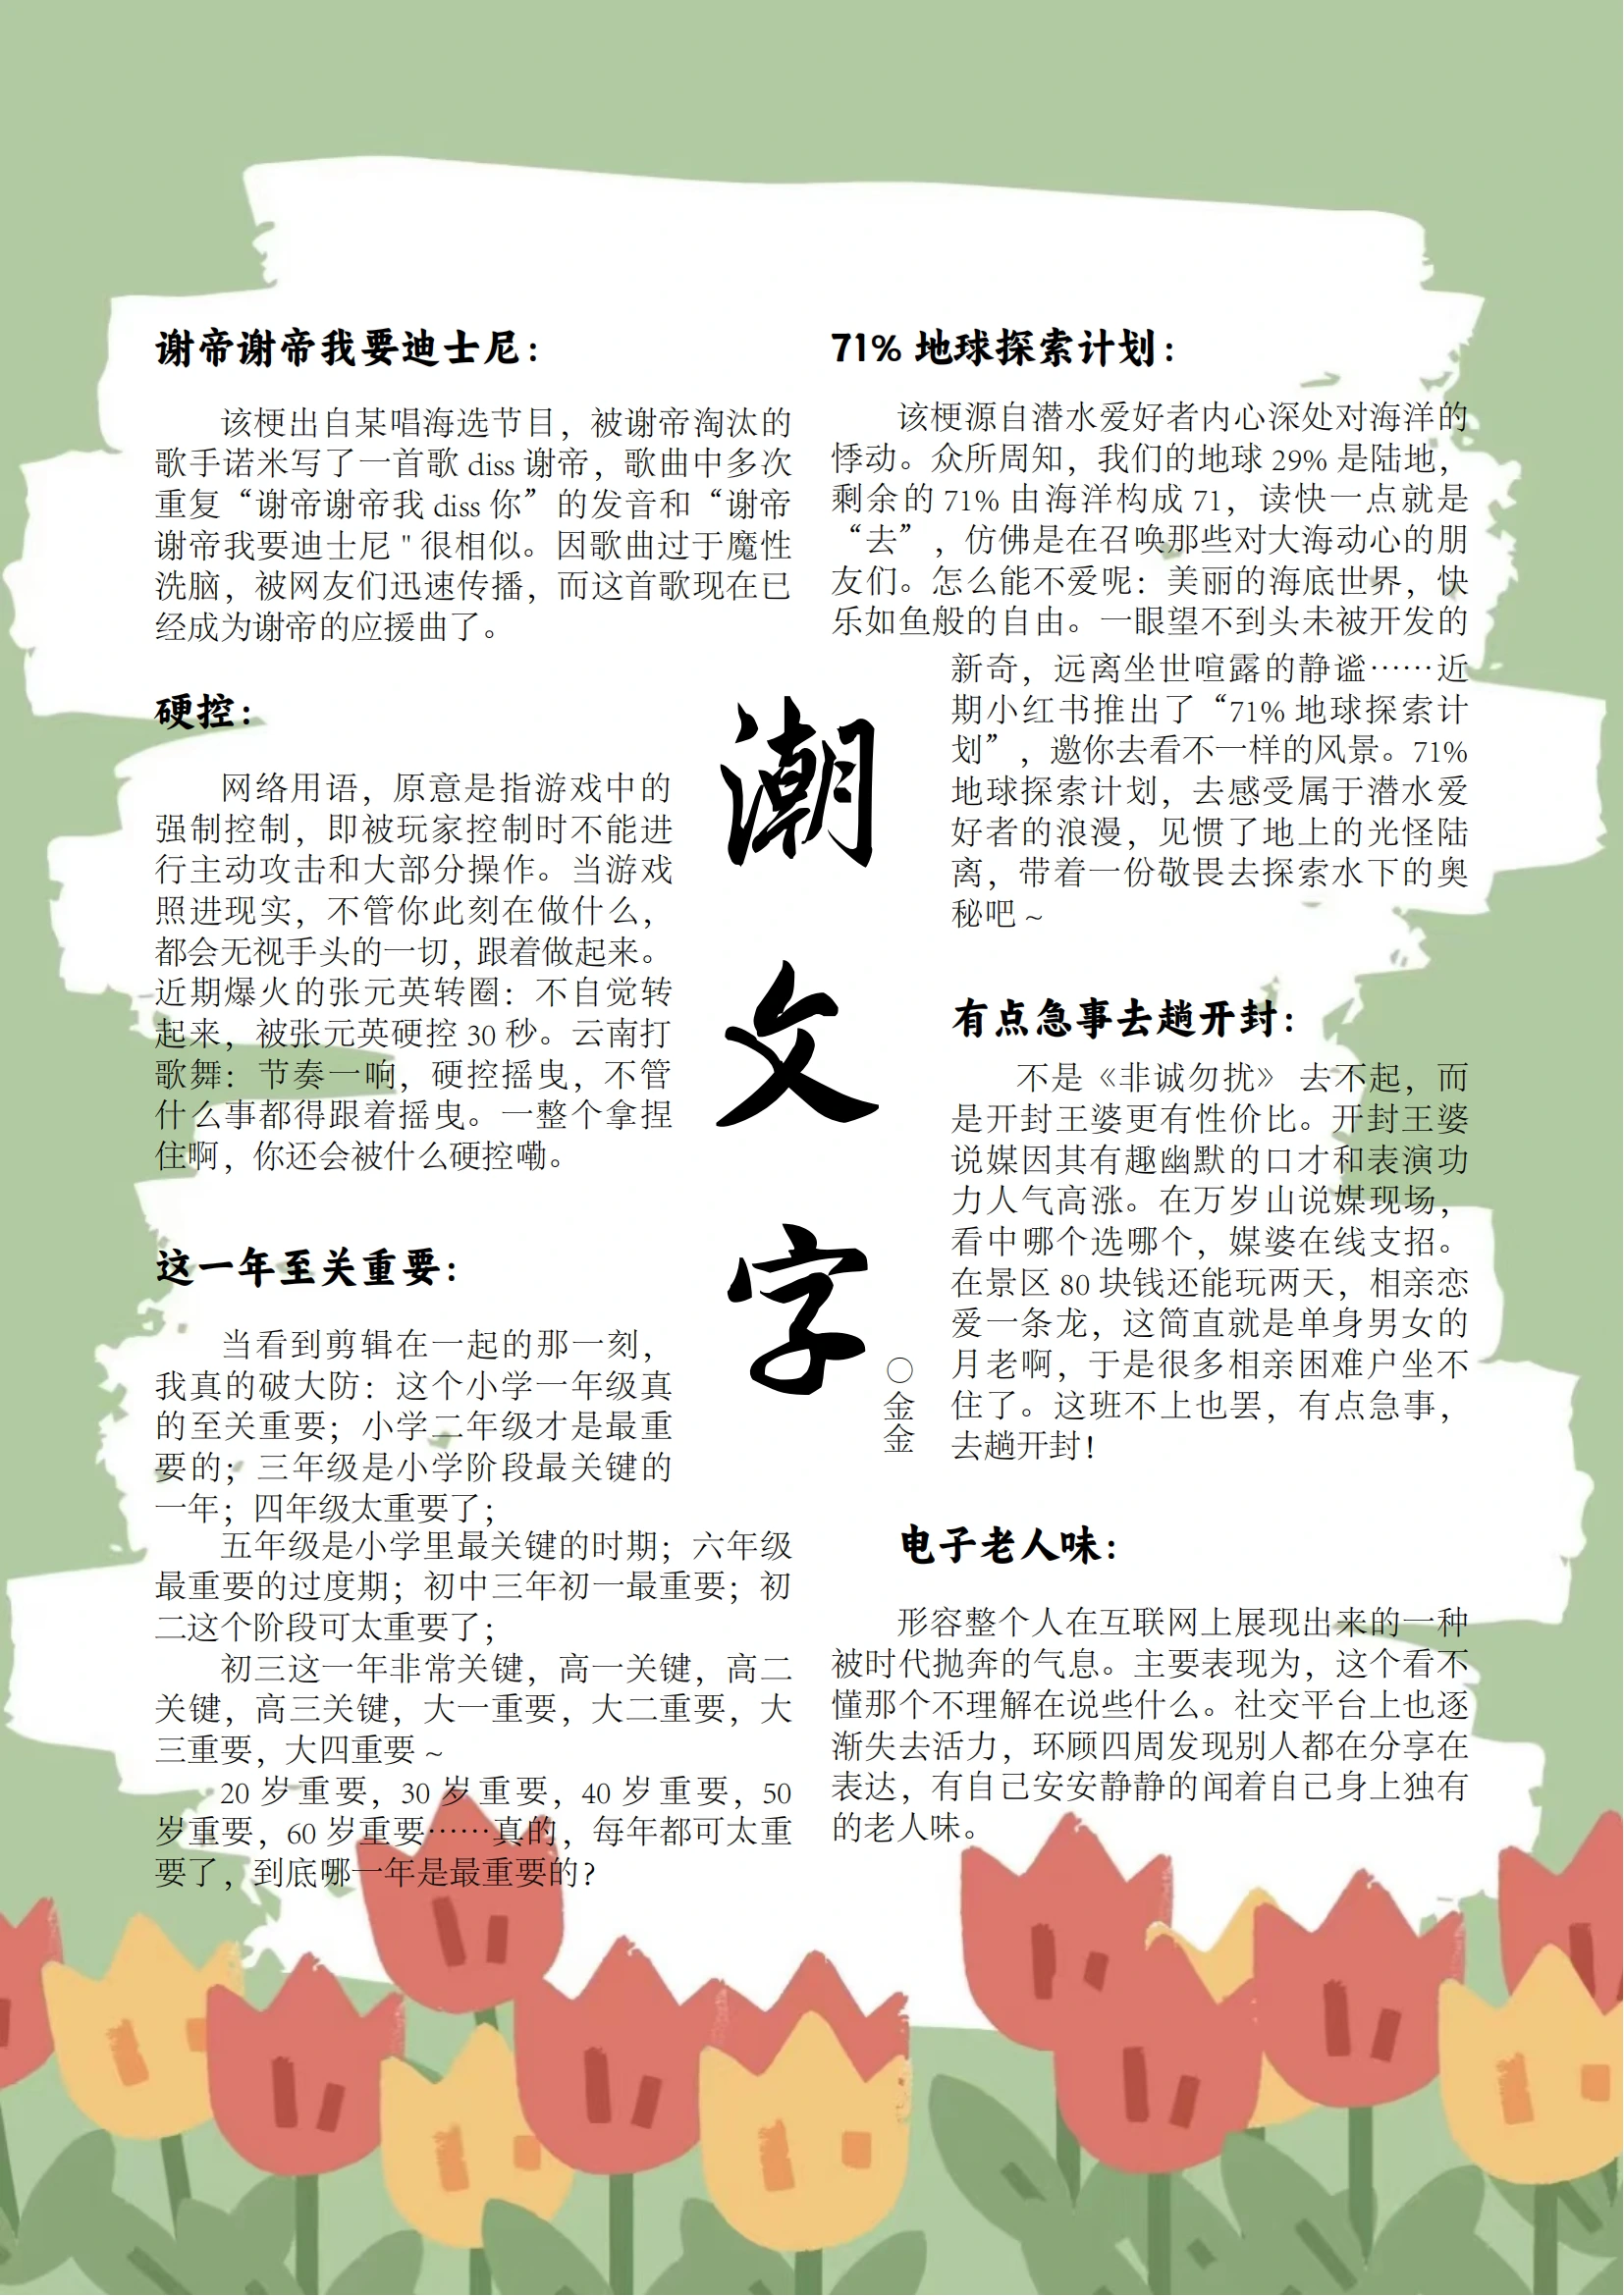 谢帝谢帝我要迪士尼：
该梗出自某唱海选节目，被谢帝淘汰的
歌手诺米写了一首歌 diss 谢帝，歌曲中多次
重复“谢帝谢帝我 diss 你”的发音和“谢帝
谢帝我要迪士尼 " 很相似。因歌曲过于魔性
洗脑，被网友们迅速传播，而这首歌现在已
经成为谢帝的应援曲了。
硬控：
网络用语，原意是指游戏中的
强制控制，即被玩家控制时不能进
行主动攻击和大部分操作。当游戏
照进现实，不管你此刻在做什么，
都会无视手头的一切，跟着做起来。
近期爆火的张元英转圈：不自觉转
起来，被张元英硬控 30 秒。云南打
歌舞：节奏一响，硬控摇曳，不管
什么事都得跟着摇曳。一整个拿捏
住啊，你还会被什么硬控嘞。
这一年至关重要：
当看到剪辑在一起的那一刻，
我真的破大防：这个小学一年级真
的至关重要；小学二年级才是最重
要的；三年级是小学阶段最关键的
一年；四年级太重要了；
五年级是小学里最关键的时期；六年级
最重要的过度期；初中三年初一最重要；初
二这个阶段可太重要了；
初三这一年非常关键，高一关键，高二
关键，高三关键，大一重要，大二重要，大
三重要，大四重要 ~
20 岁重要，30 岁重要，40 岁重要，50
岁重要，60 岁重要……真的，每年都可太重
要了，到底哪一年是最重要的？
潮文字
〇金金
71% 地球探索计划：
该梗源自潜水爱好者内心深处对海洋的
悸动。众所周知，我们的地球 29% 是陆地，
剩余的 71% 由海洋构成 71，读快一点就是
“去”，仿佛是在召唤那些对大海动心的朋
友们。怎么能不爱呢：美丽的海底世界，快
乐如鱼般的自由。一眼望不到头未被开发的
新奇，远离坐世喧露的静谧……近
期小红书推出了“71% 地球探索计
划”，邀你去看不一样的风景。71%
地球探索计划，去感受属于潜水爱
好者的浪漫，见惯了地上的光怪陆
离，带着一份敬畏去探索水下的奥
秘吧 ~
有点急事去趟开封：
不是《非诚勿扰》 去不起，而
是开封王婆更有性价比。开封王婆
说媒因其有趣幽默的口才和表演功
力人气高涨。在万岁山说媒现场，
看中哪个选哪个，媒婆在线支招。
在景区 80 块钱还能玩两天，相亲恋
爱一条龙，这简直就是单身男女的
月老啊，于是很多相亲困难户坐不
住了。这班不上也罢，有点急事，
去趟开封！
电子老人味：
形容整个人在互联网上展现出来的一种
被时代抛奔的气息。主要表现为，这个看不
懂那个不理解在说些什么。社交平台上也逐
渐失去活力，环顾四周发现别人都在分享在
表达，有自己安安静静的闻着自己身上独有
的老人味。